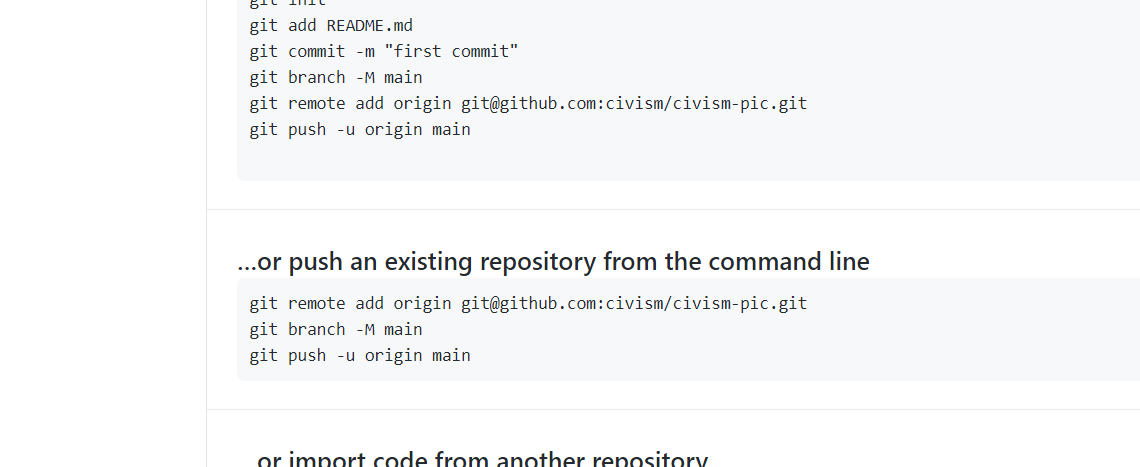 git init
git add README.md
git commit -m "first commit"
git branch -M main
git remote add origin git@github.com:civism/civism-pic.git
git push -u origin main
…or push an existing repository from the command line
git remote add origin git@github.com:civism/civism-pic.git
git branch -M main
git push -u origin main
or import code from another repository